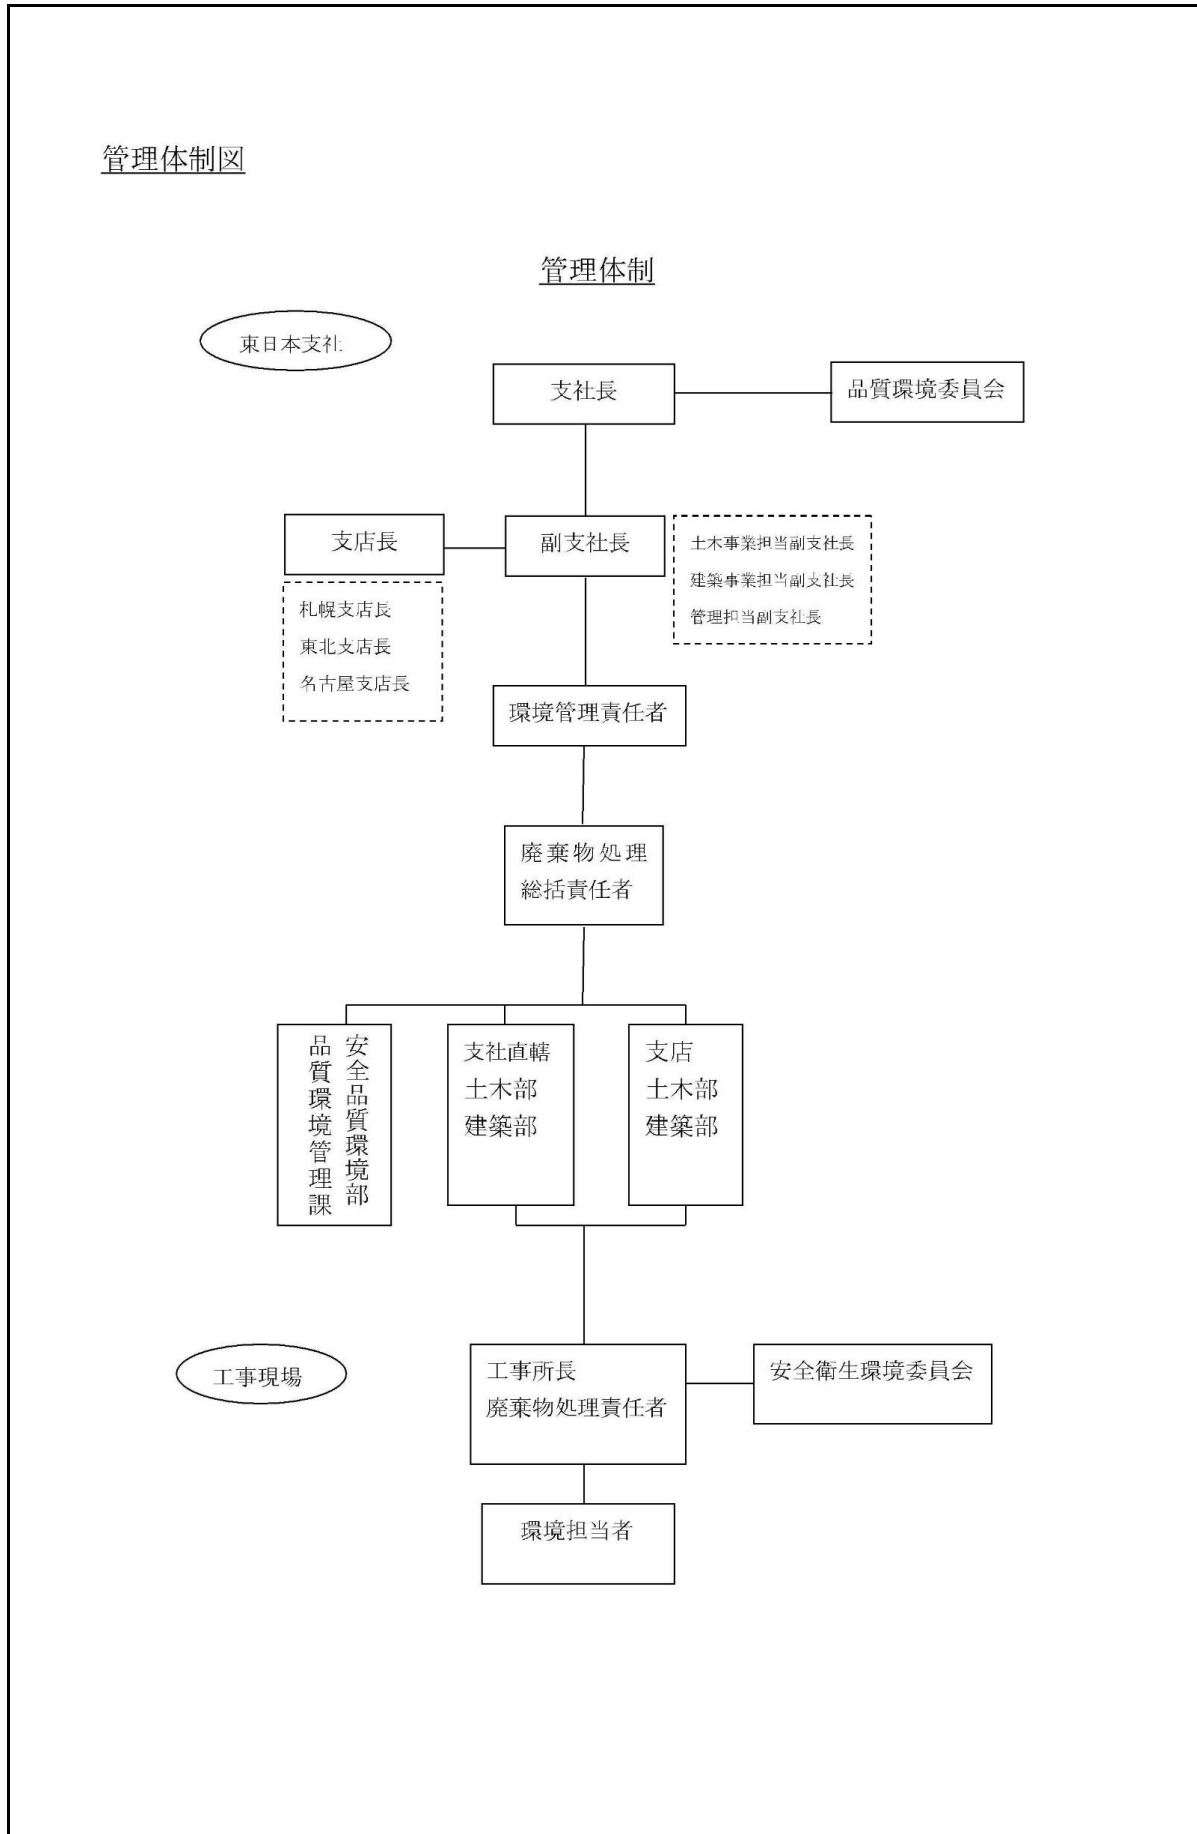 管理体制図
管理体制
東日本支社
支社長
品質環境委員会
支店長
副支社長
土木事業担当副支社長
建築事業担当副支社長
管理担当副支社長
札幌支店長
東北支店長
名古屋支店長
環境管理責任者
廃棄物処理
総括責任者
安全品質環境部
品質環境管理課
支社直轄
土木部
建築部
支店
土木部
建築部
工事現場
工事所長
廃棄物処理責任者
安全衛生環境委員会
環境担当者